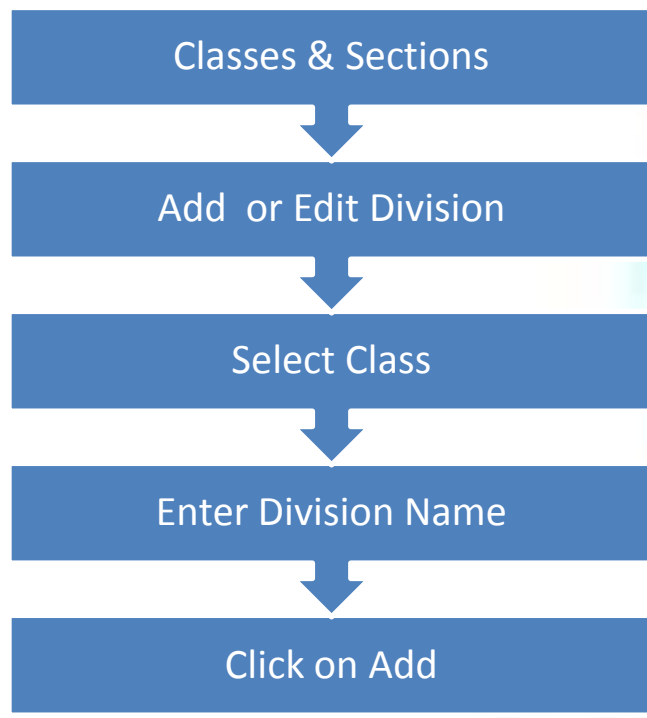 Classes & Sections
Add or Edit Division
Select Class
Enter Division Name
Click on Add